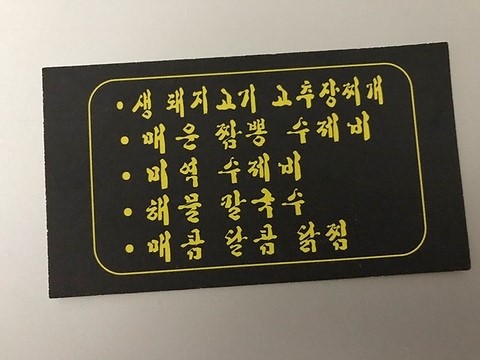 • 생 돼지고기 고추장찌개
• 매운 짬뽕 수제비
• 미역 수제비
• 해물 칼국수
• 매콤 달콤 닭찜